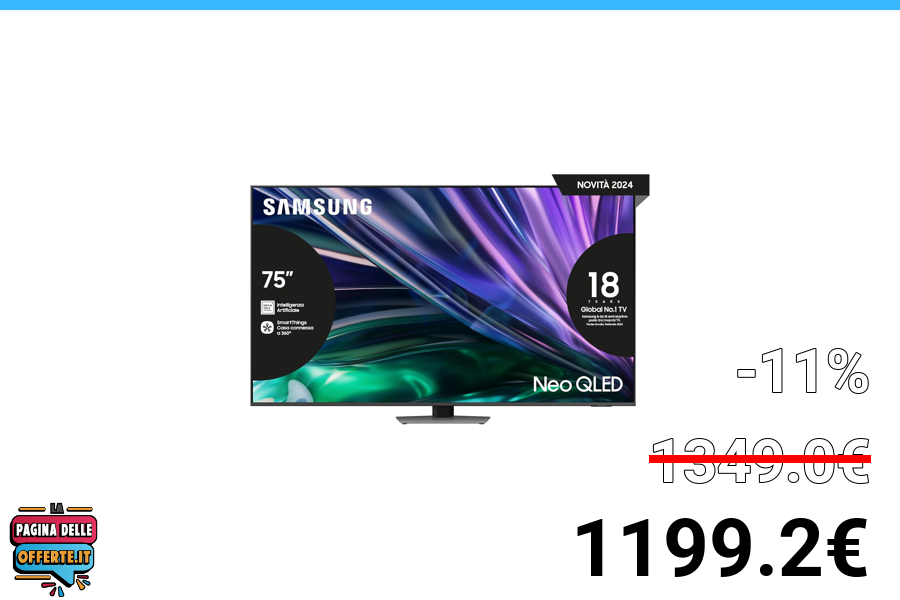 NOVITÀ 2024
SAMSUNG
75”
Intelligenza
Artificiale
SmartThings
Casa connessa
a 360°
18
YEARS
Global No.1 TV
Neo QLED
-11%
1349.0€
1199.2€
LA
PAGINA DELLE
OFFERTE.IT